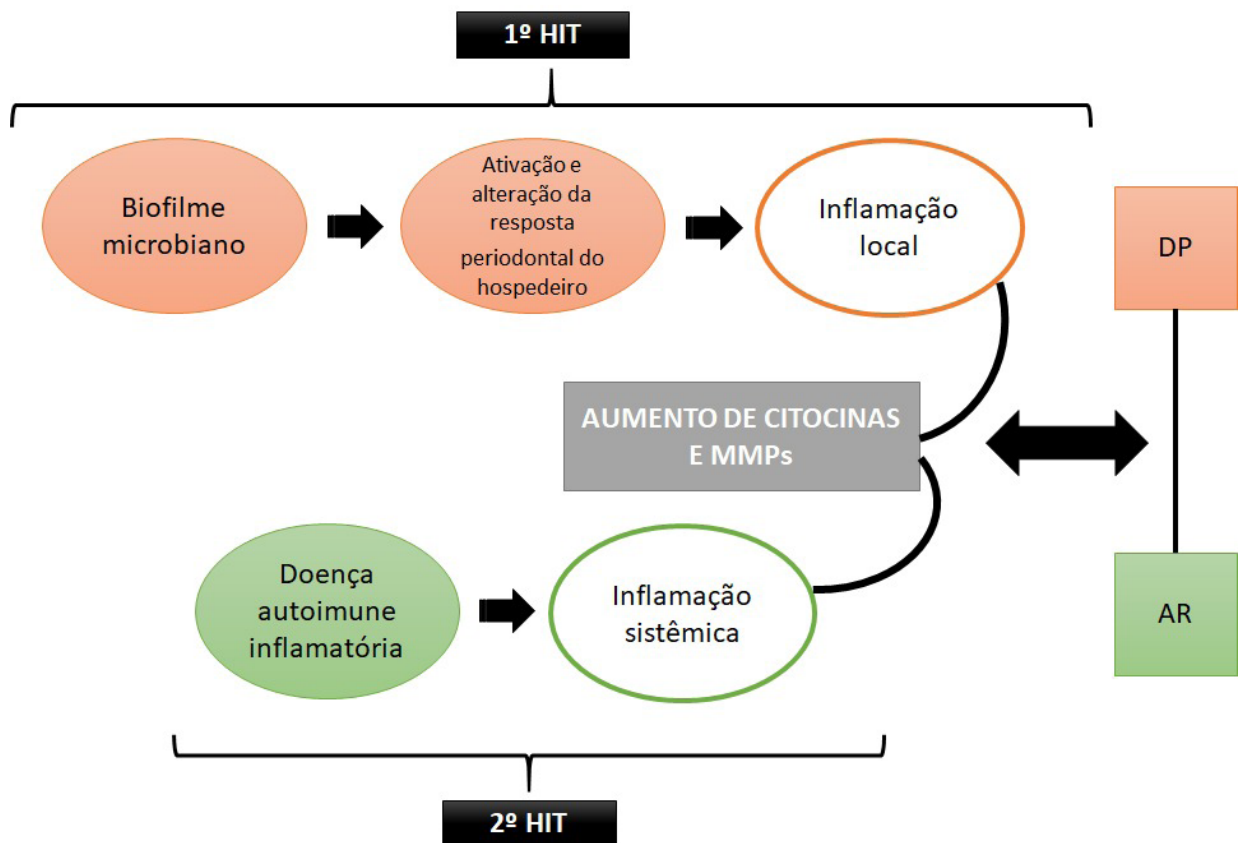 1º HIT
Biofilme
microbiano
Ativação e
alteração da
resposta
periodontal do
hospedeiro
Inflamação
local
DP
AUMENTO DE CITOCINAS
E MMPs
Doença
autoimune
inflamatória
Inflamação
sistêmica
AR
2º HIT